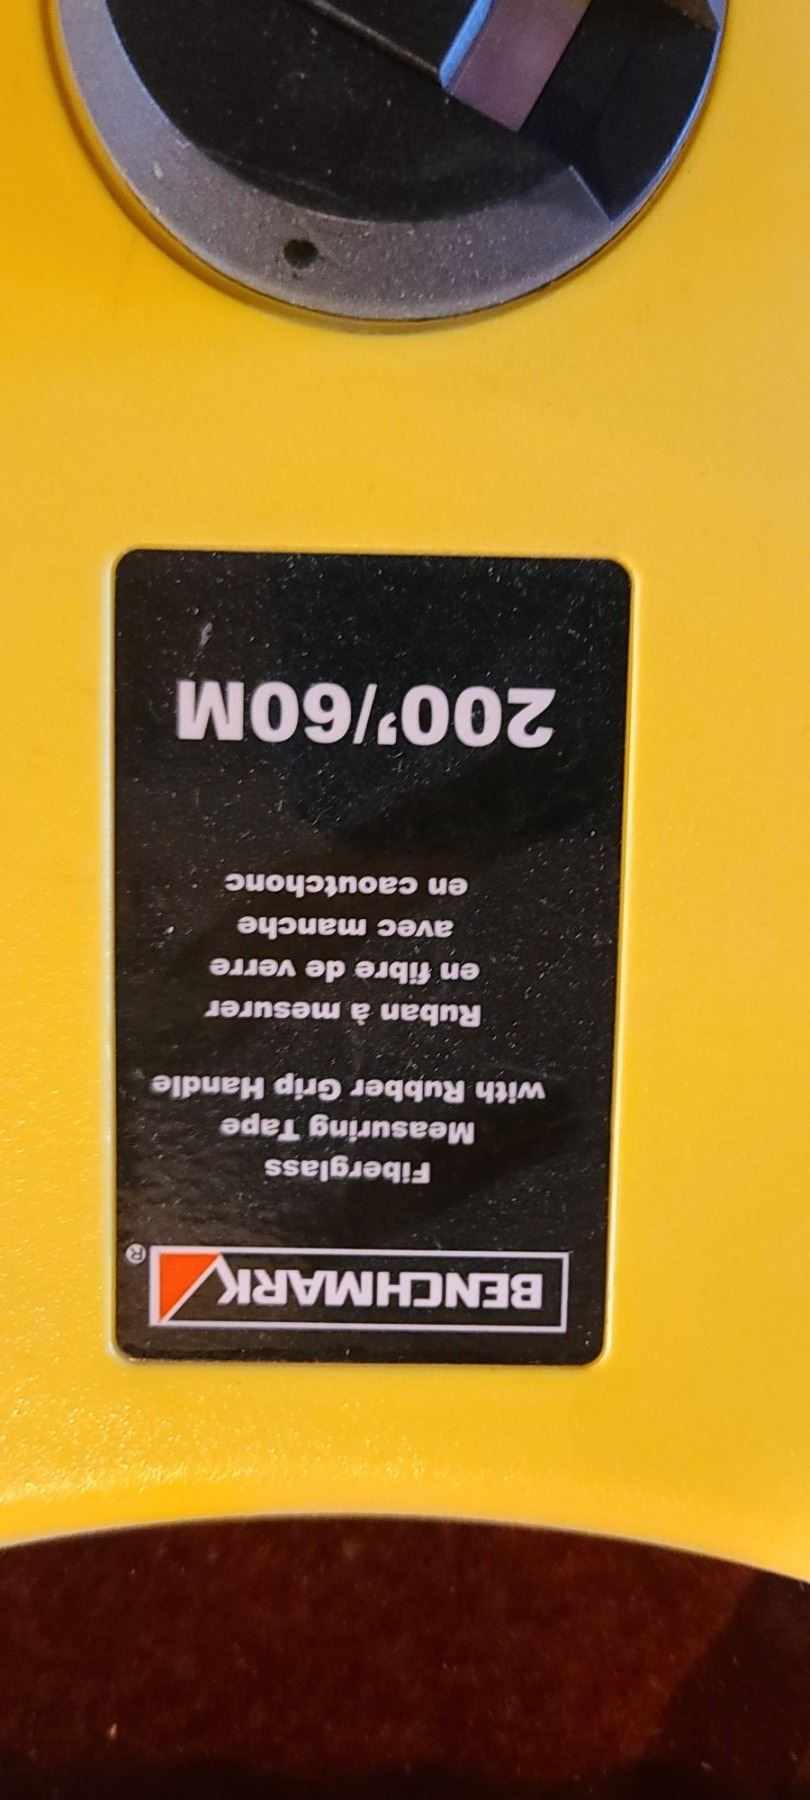 BENCHMARK®
Fiberglass
Measuring Tape
with Rubber Grip Handle
Ruban à mesurer
en fibre de verre
avec manche
en caoutchonc
200’/60M